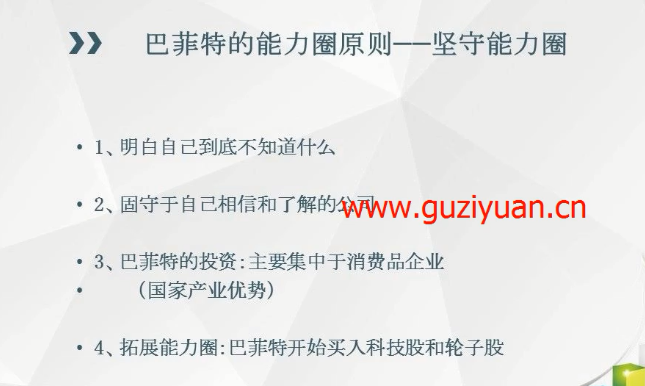 巴菲特的能力圈原则——坚守能力圈
• 1、明白自己到底不知道什么
• 2、固守于自己相信和了解的公司
www.guziyuan.cn
• 3、巴菲特的投资:主要集中于消费品企业
• （国家产业优势）
• 4、拓展能力圈:巴菲特开始买入科技股和轮子股